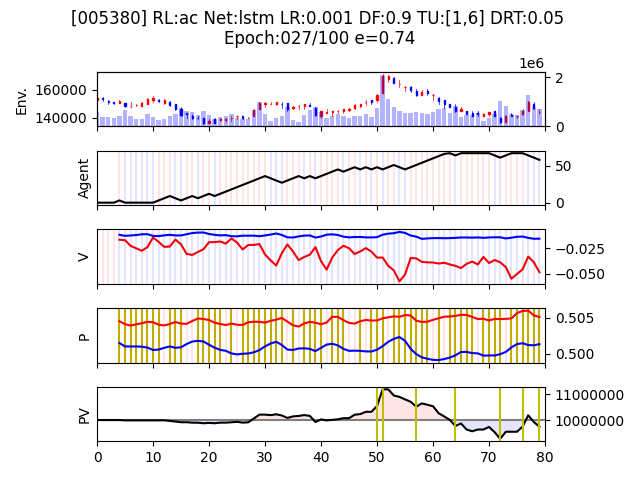 [005380] RL:ac Net:lstm LR:0.001 DF:0.9 TU:[1,6] DRT:0.05
Epoch:027/100 e=0.74
1e6
Env.
160000
140000
2
0
Agent
50
0
V
−0.025
−0.050
P
0.505
0.500
PV
11000000
10000000
0 10 20 30 40 50 60 70 80